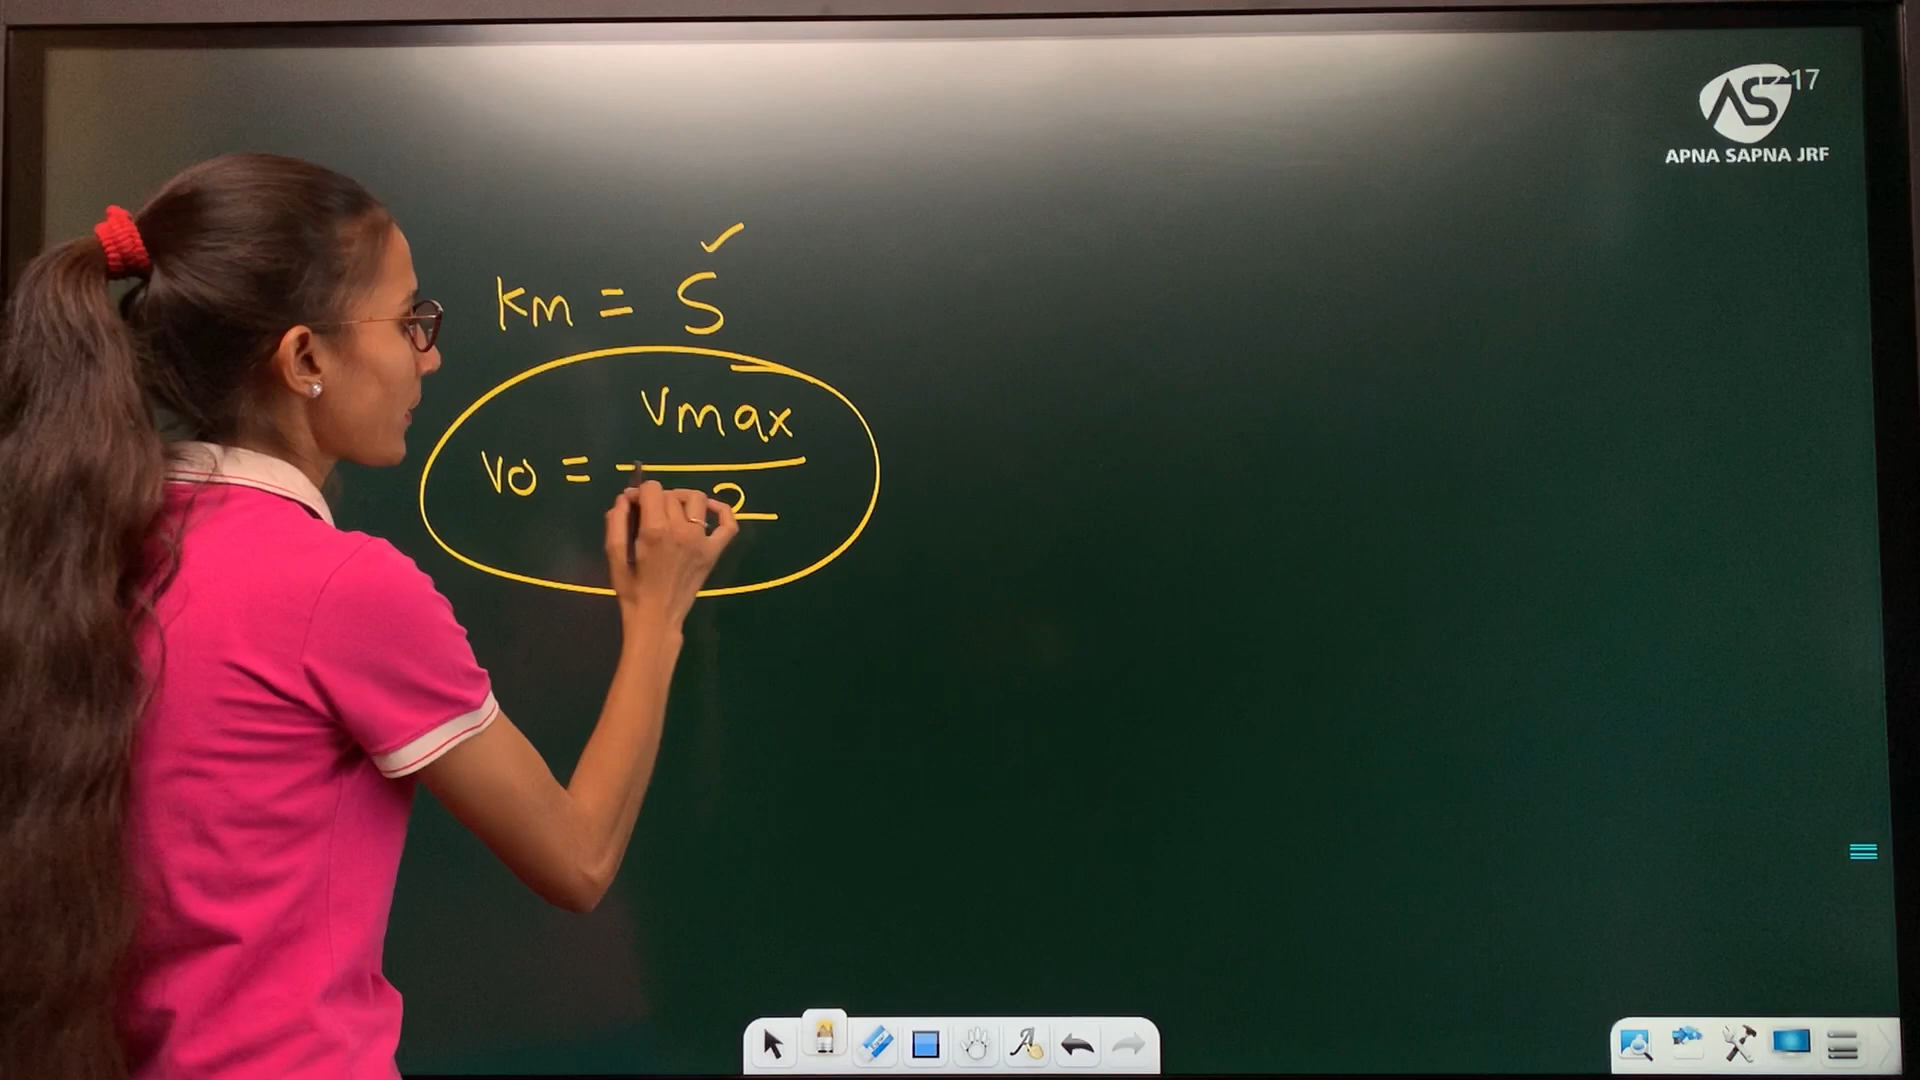 17
AS
APNA SAPNA JRF
✓
Km = S
Vmax
vo =
2